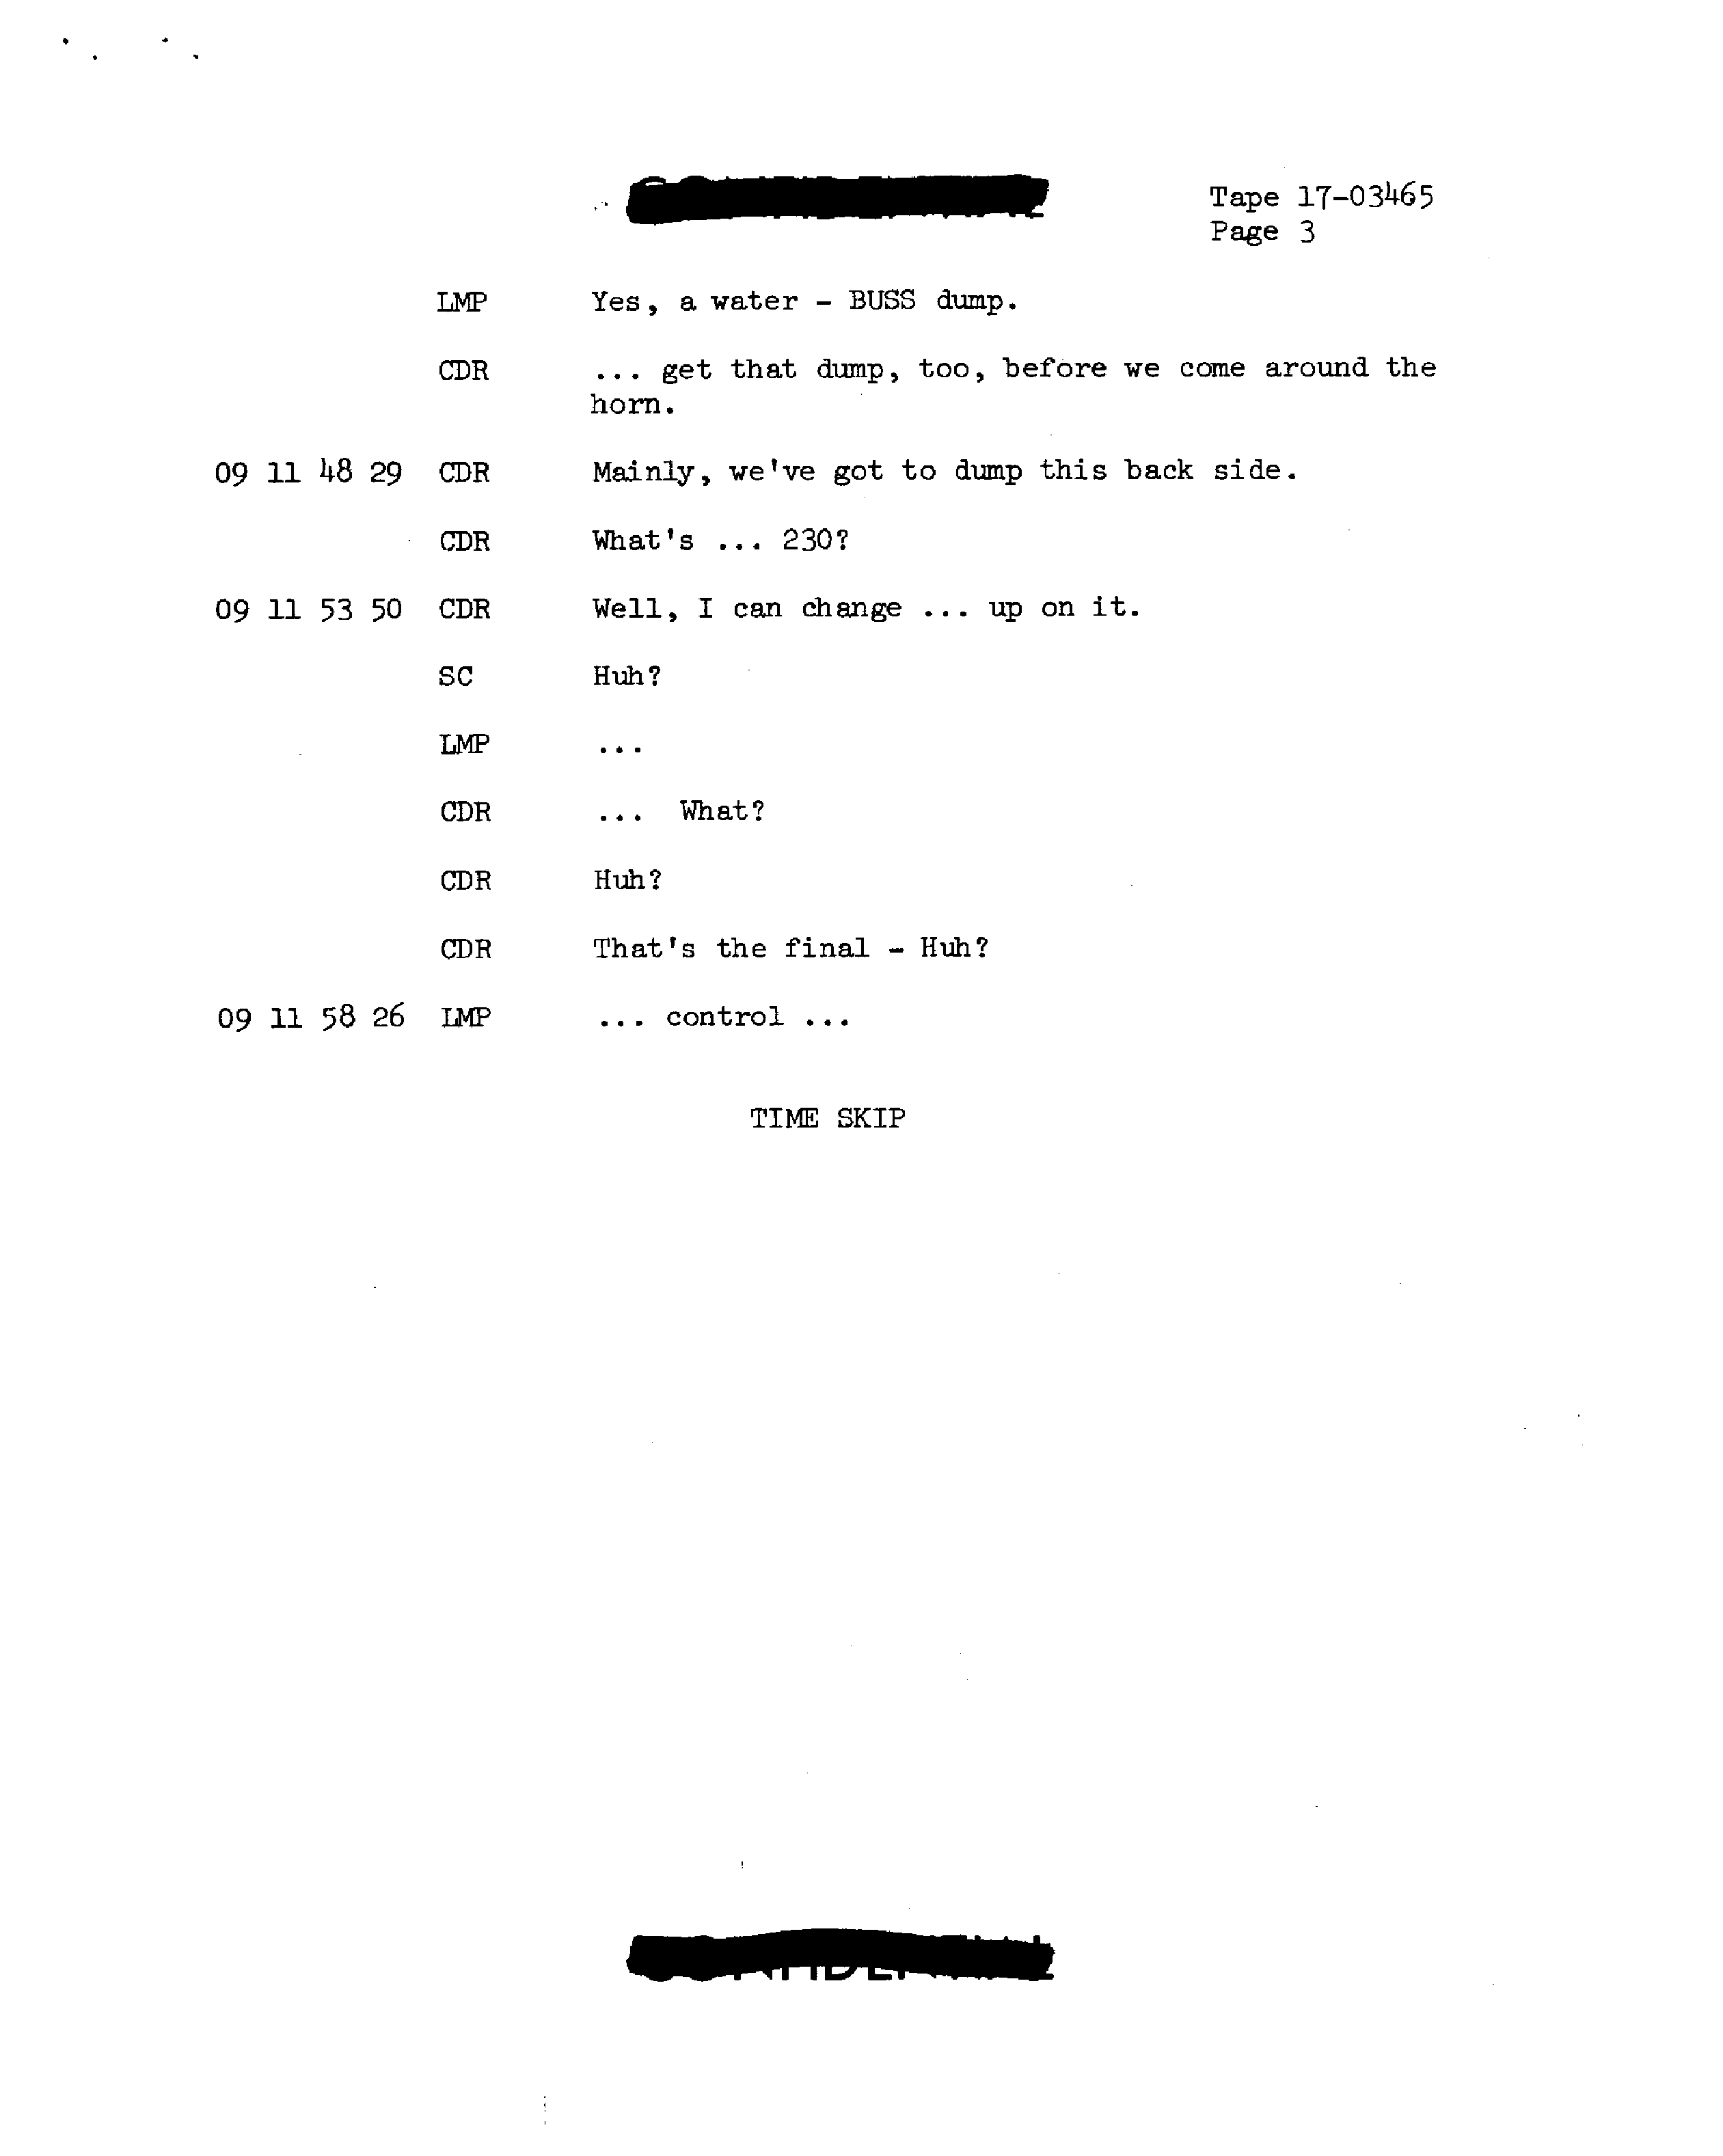 Tape 17-03465
Page 3
LMP Yes, a water - BUSS dump.
CDR ... get that dump, too, before we come around the
horn.
09 11 48 29 CDR Mainly, we've got to dump this back side.
CDR What's ... 230?
09 11 53 50 CDR Well, I can change ... up on it.
SC Huh?
LMP ...
CDR ... What?
CDR Huh?
CDR That's the final - Huh?
09 11 58 26 LMP ... control ...
TIME SKIP